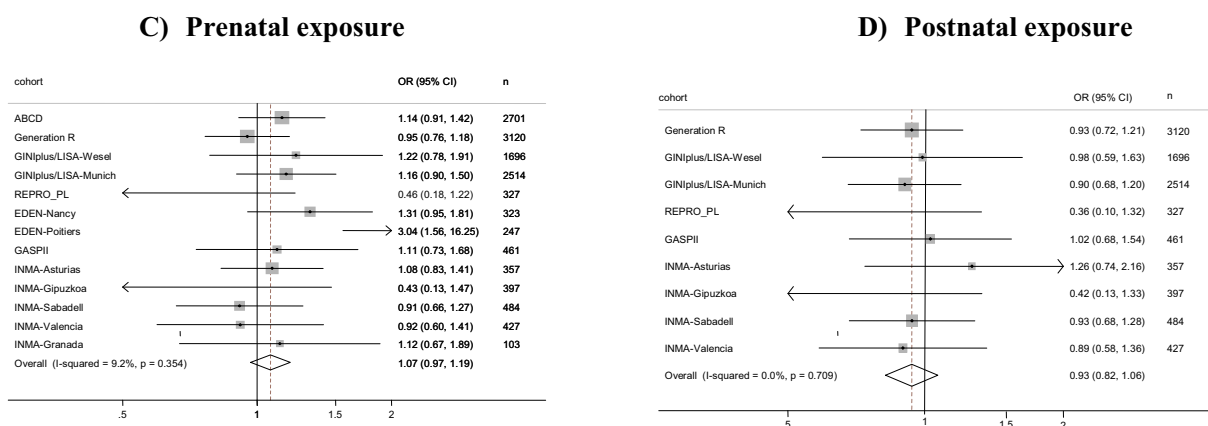 C) Prenatal exposure
cohort OR (95% CI) n
ABCD 1.14 (0.91, 1.42) 2701
Generation R 0.95 (0.76, 1.18) 3120
GINIplus/LISA-Wesel 1.22 (0.78, 1.91) 1696
GINIplus/LISA-Munich 1.16 (0.90, 1.50) 2514
REPRO_PL 0.46 (0.18, 1.22) 327
EDEN-Nancy 1.31 (0.95, 1.81) 323
EDEN-Poitiers 3.04 (1.56, 16.25) 247
GASPII 1.11 (0.73, 1.68) 461
INMA-Asturias 1.08 (0.83, 1.41) 357
INMA-Gipuzkoa 0.43 (0.13, 1.47) 397
INMA-Sabadell 0.91 (0.66, 1.27) 484
INMA-Valencia 0.92 (0.60, 1.41) 427
INMA-Granada 1.12 (0.67, 1.89) 103
Overall (I-squared = 9.2%, p = 0.354) 1.07 (0.97, 1.19)
.5 1 1.5 2
D) Postnatal exposure
cohort OR (95% CI) n
Generation R 0.93 (0.72, 1.21) 3120
GINIplus/LISA-Wesel 0.98 (0.59, 1.63) 1696
GINIplus/LISA-Munich 0.90 (0.68, 1.20) 2514
REPRO_PL 0.36 (0.10, 1.32) 327
GASPII 1.02 (0.68, 1.54) 461
INMA-Asturias 1.26 (0.74, 2.16) 357
INMA-Gipuzkoa 0.42 (0.13, 1.33) 397
INMA-Sabadell 0.93 (0.68, 1.28) 484
INMA-Valencia 0.89 (0.58, 1.36) 427
Overall (I-squared = 0.0%, p = 0.709) 0.93 (0.82, 1.06)
.5 1 1.5 2